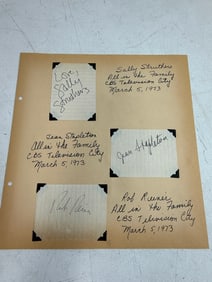 Love,
Sally
Struthers
Sally Struthers
All in the Family
CBS Television City
March 5, 1973
Jean Stapleton
All in the Family
CBS Television City
March 5, 1973
Jean Stapleton
Rob Reiner
Rob Reiner
All in the Family
CBS Television City
March 5, 1973